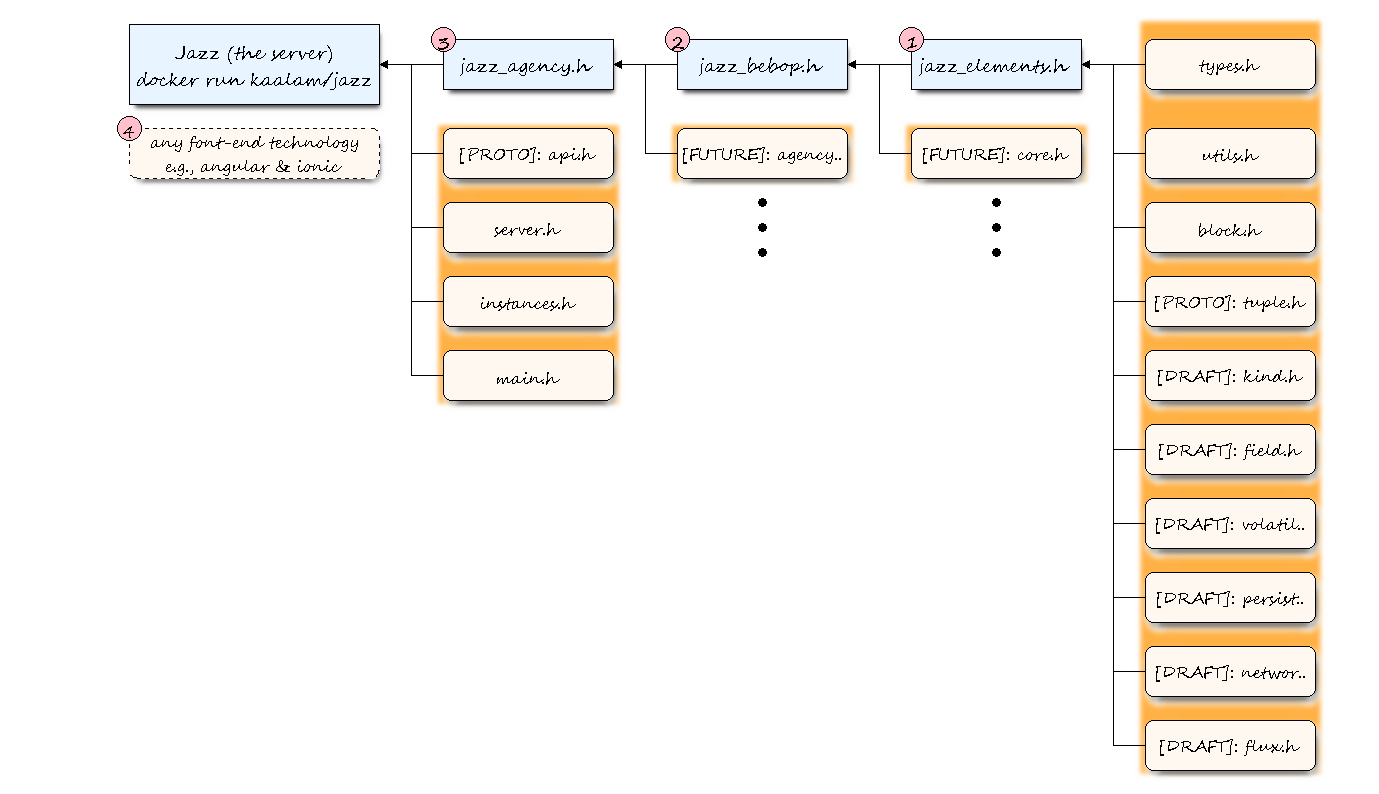 Jazz (the server)
docker run kaalam/jazz
4
any font-end technology
e.g., angular & ionic
3
jazz_agency.h
[PROTO]: api.h
server.h
instances.h
main.h
2
jazz_bebop.h
[FUTURE]: agency..
1
jazz_elements.h
[FUTURE]: core.h
types.h
utils.h
block.h
[PROTO]: tuple.h
[DRAFT]: kind.h
[DRAFT]: field.h
[DRAFT]: volatil..
[DRAFT]: persist..
[DRAFT]: networ..
[DRAFT]: flux.h